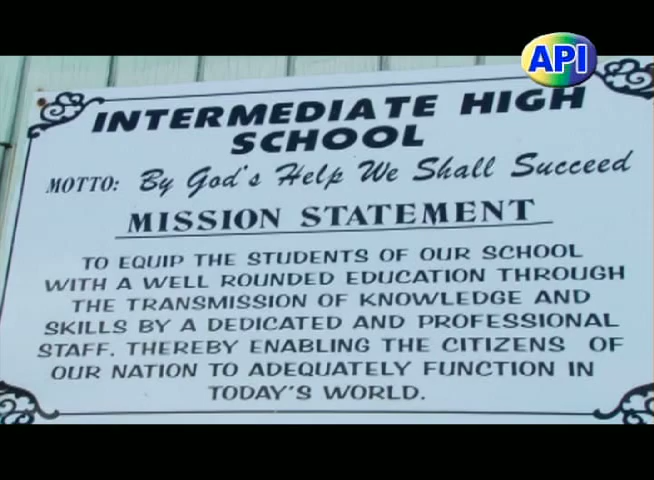 API
INTERMEDIATE HIGH
SCHOOL
MOTTO: By God's Help We Shall Succeed
MISSION STATEMENT
TO EQUIP THE STUDENTS OF OUR SCHOOL
WITH A WELL ROUNDED EDUCATION THROUGH
THE TRANSMISSION OF KNOWLEDGE AND
SKILLS BY A DEDICATED AND PROFESSIONAL
STAFF. THEREBY ENABLING THE CITIZENS OF
OUR NATION TO ADEQUATELY FUNCTION IN
TODAY'S WORLD.